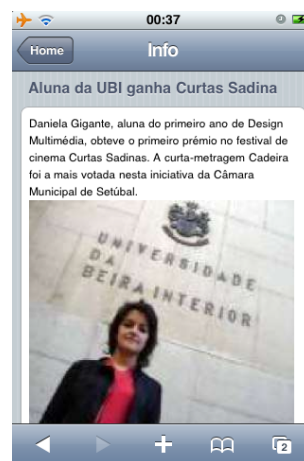 00:37
Home
Info
Aluna da UBI ganha Curtas Sadina
Daniela Gigante, aluna do primeiro ano de Design
Multimédia, obteve o primeiro prémio no festival de
cinema Curtas Sadinas. A curta-metragem Cadeira
foi a mais votada nesta iniciativa da Câmara
Municipal de Setúbal.
UNIVERSIDADE
DA
BEIRA INTERIOR
2